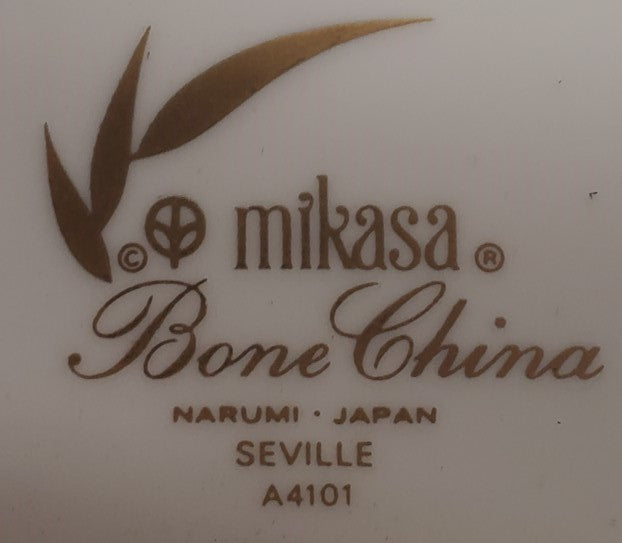 © mikasa ®
Bone China
NARUMI · JAPAN
SEVILLE
A4101